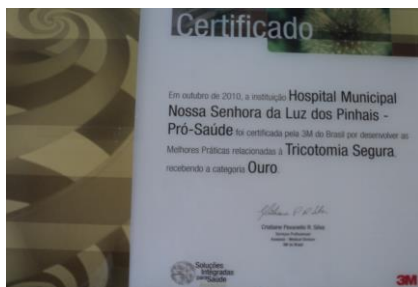 Certificado
Em outubro de 2010, a instituição Hospital Municipal
Nossa Senhora da Luz dos Pinhais -
Pró-Saúde foi certificada pela 3M do Brasil por desenvolver as
Melhores Práticas relacionadas à Tricotomia Segura,
recebendo a categoria Ouro.
Soluções
Integradas
para Saúde
3M